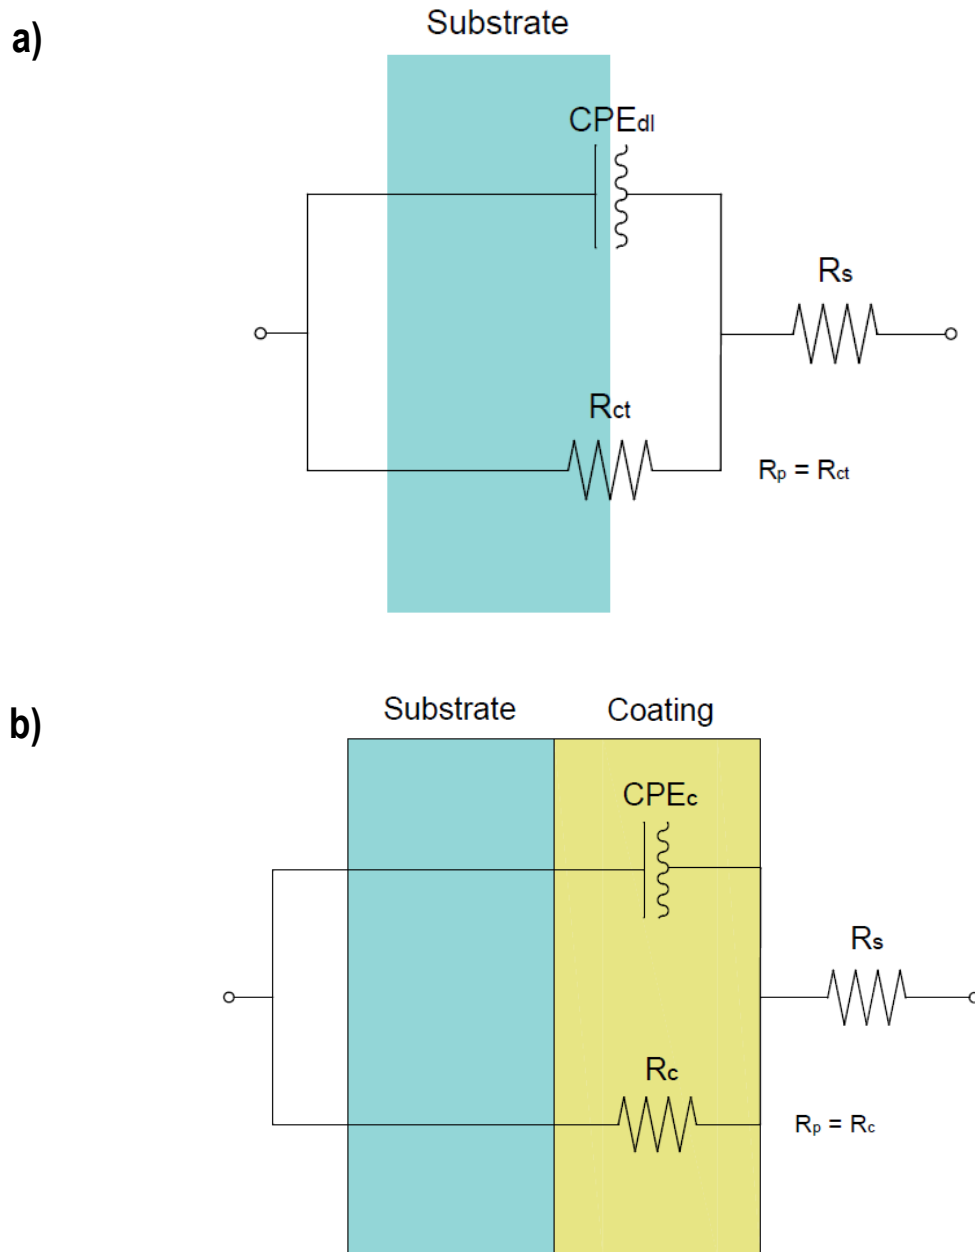 a)
Substrate
CPEdl
Rs
Rct
Rp = Rct
b)
Substrate
Coating
CPEc
Rs
Rc
Rp = Rc